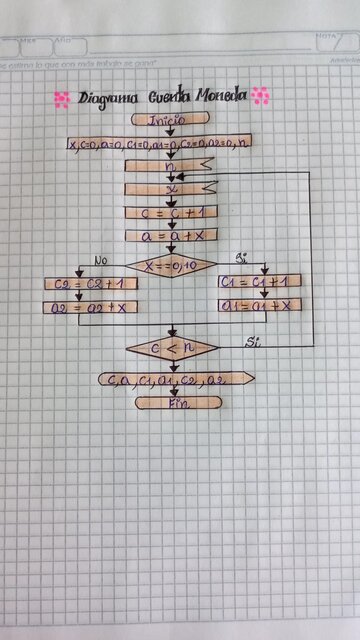 MES
AÑO
NOTA
se estima lo que con más trabajo se gana"
Diagrama Cuenta Moneda
Inicio
x, c=0, a=0, c1=0, a1=0, c2=0, a2=0, n
n
x
c = c + 1
a = a + x
No
x==0,10
Si
c2 = c2 + 1
c1 = c1 + 1
a2 = a2 + x
a1 = a1 + x
c < n
Si
c, a, c1, a1, c2, a2
Fin